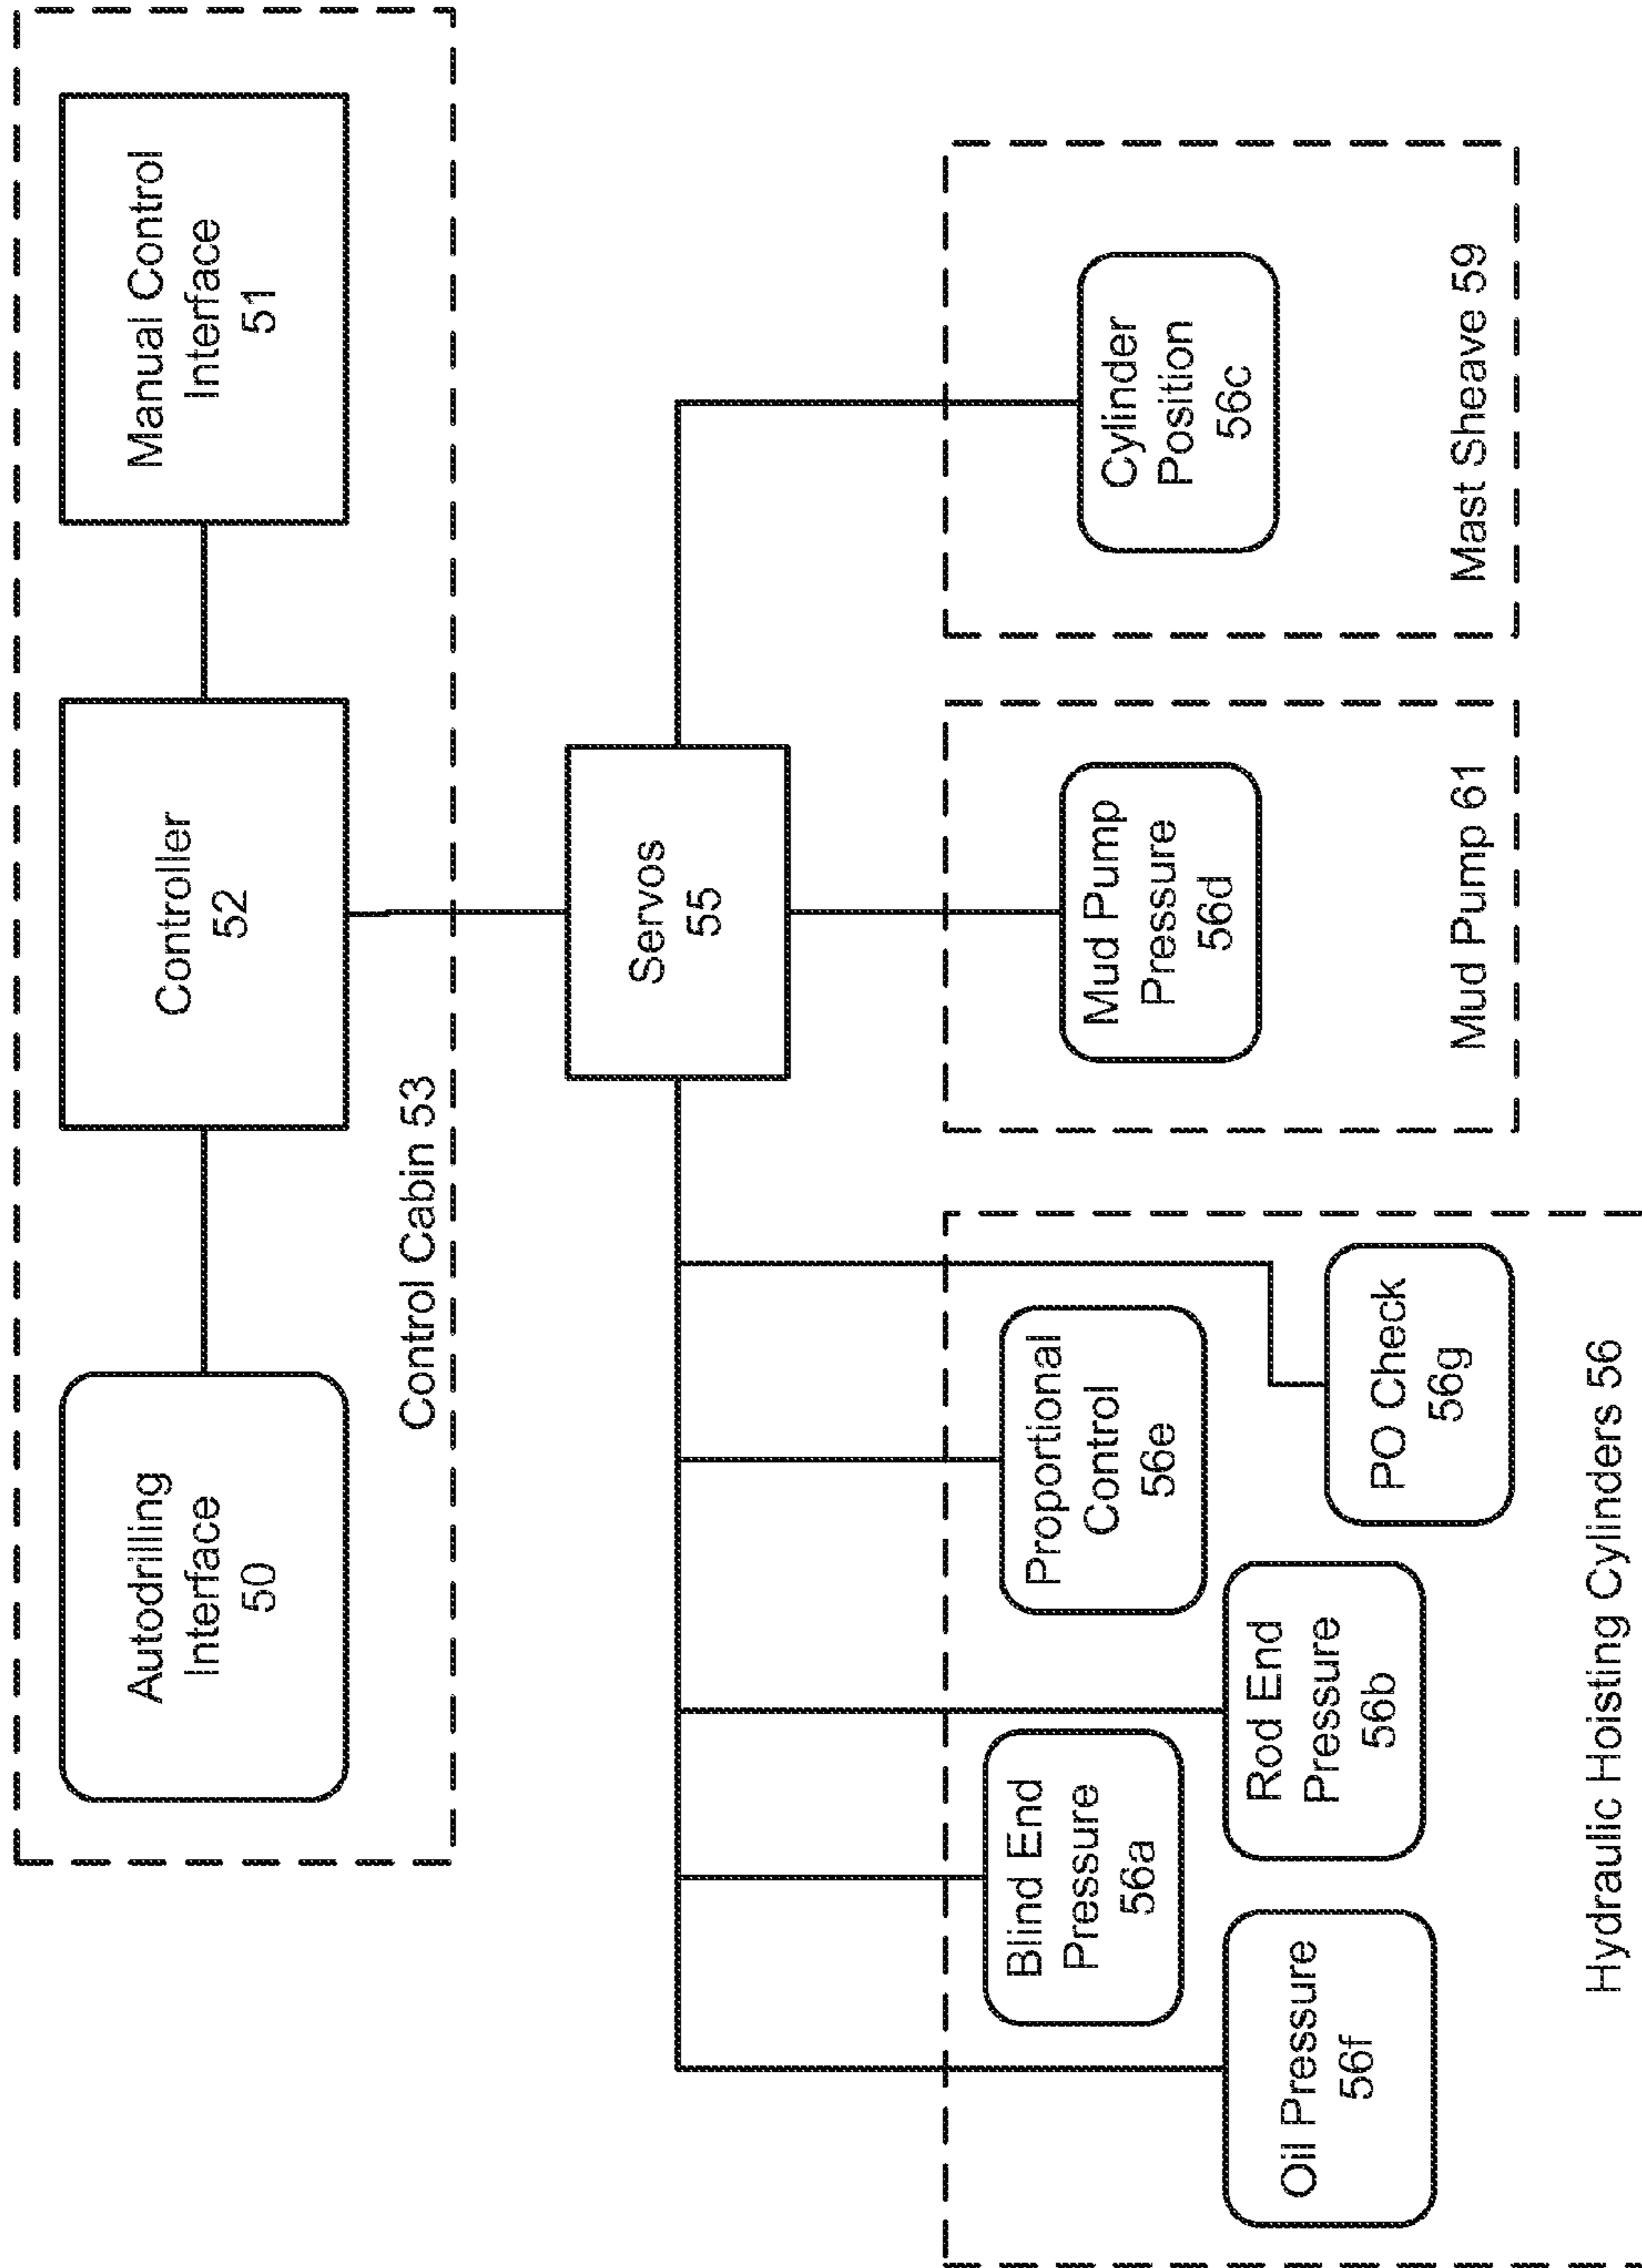 Autodrilling
Interface
50
Controller
52
Manual Control
Interface
51
Control Cabin 53
Servos
55
Blind End
Pressure
56a
Proportional
Control
56e
Oil Pressure
56f
Rod End
Pressure
56b
PO Check
56g
Hydraulic Hoisting Cylinders 56
Mud Pump
Pressure
56d
Mud Pump 61
Cylinder
Position
56c
Mast Sheave 59